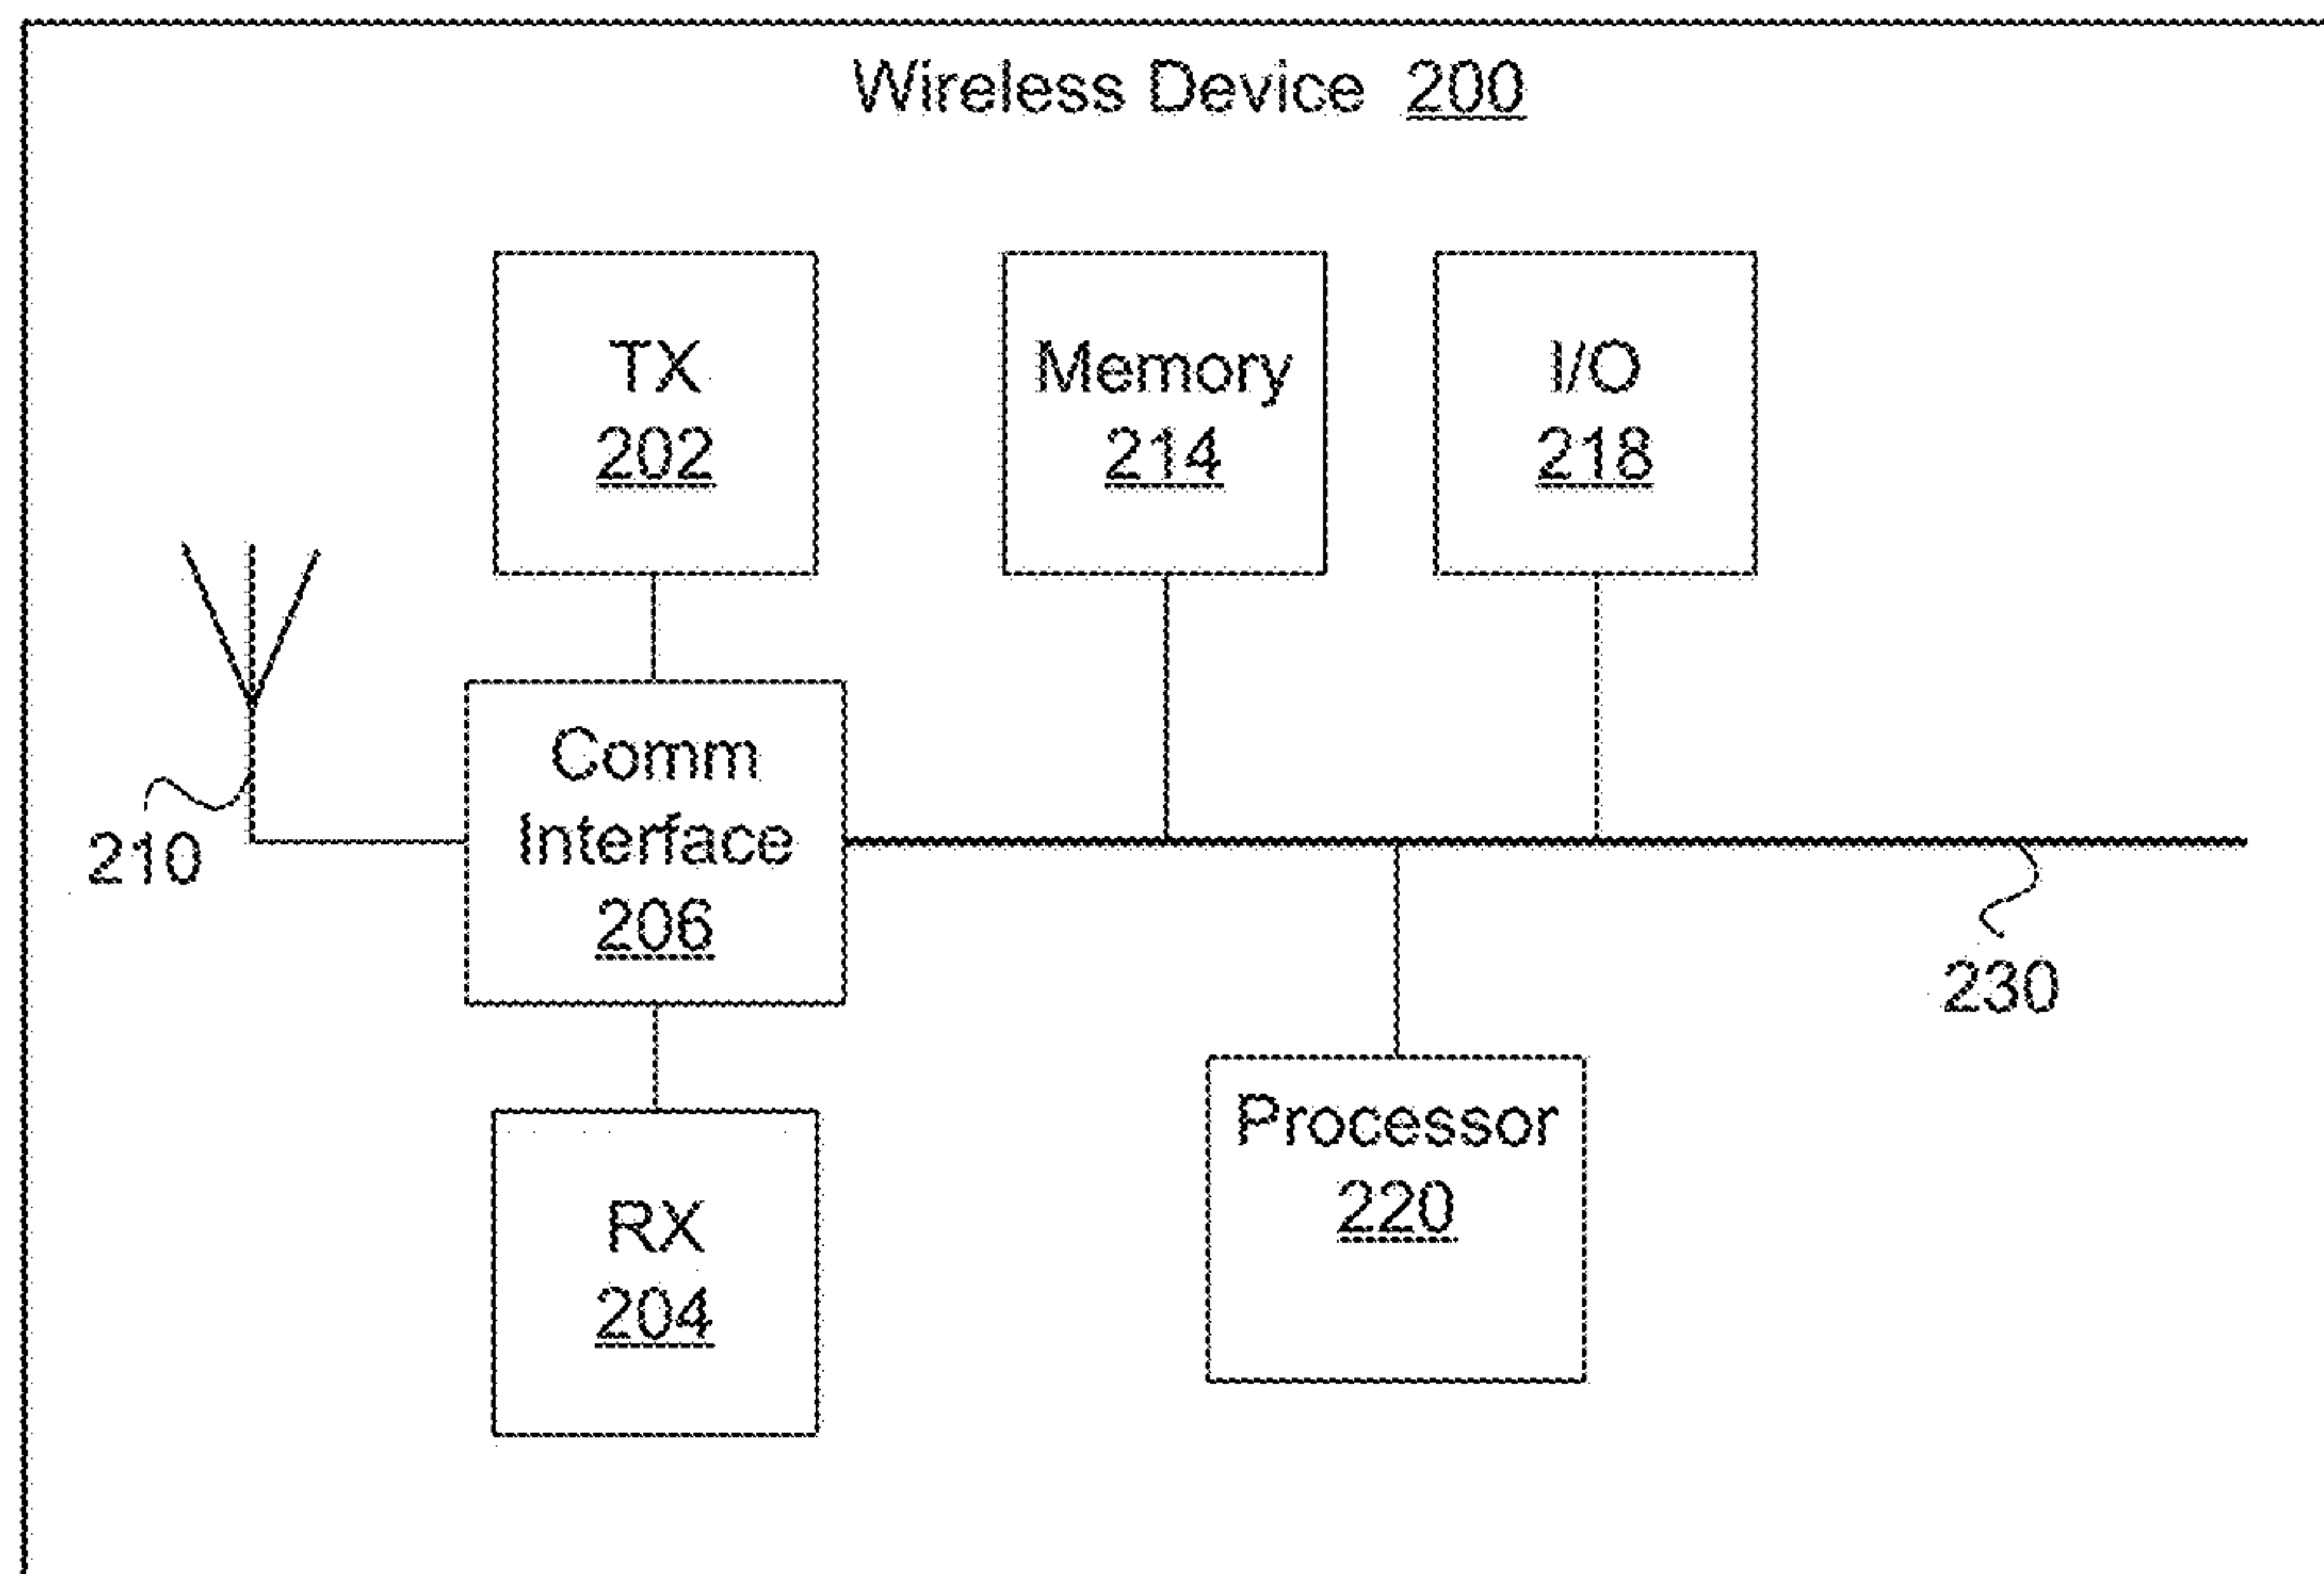 Wireless Device 200
TX
202
Memory
214
I/O
218
210
Comm
Interface
206
230
Processor
220
RX
204